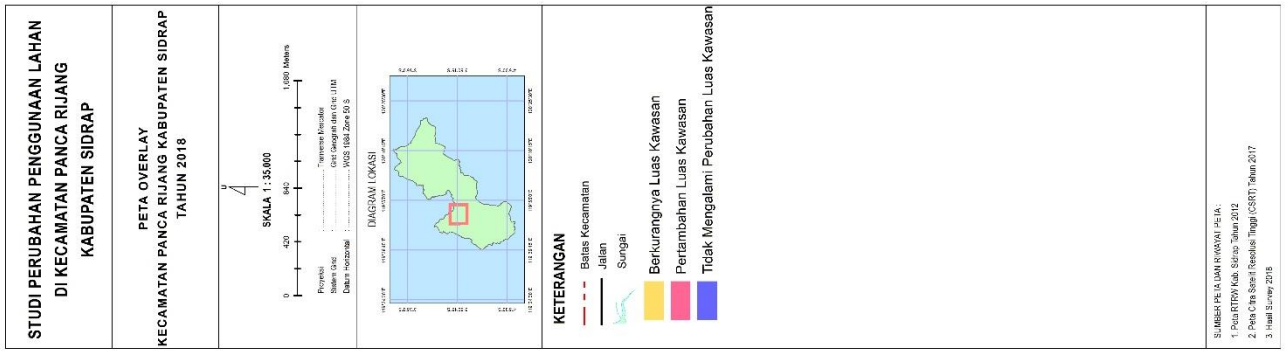 STUDI PERUBAHAN PENGGUNAAN LAHAN
DI KECAMATAN PANCA RIJANG
KABUPATEN SIDRAP
PETA OVERLAY
KECAMATAN PANCA RIJANG KABUPATEN SIDRAP
TAHUN 2018
U
SKALA 1 : 35.000
0 420 840 1,680 Meters
Proyeksi : Tranverse Mercator
Sistem Grid : Grid Geografi dan Grid UTM
Datum Horizontal : WGS 1984 Zone 50 S
DIAGRAM LOKASI
KETERANGAN
Batas Kecamatan
Jalan
Sungai
Berkurangnya Luas Kawasan
Pertambahan Luas Kawasan
Tidak Mengalami Perubahan Luas Kawasan
SUMBER PETA DAN RIWAYAT PETA :
1. Peta RTRW Kab. Sidrap Tahun 2012
2. Peta Citra Satelit Resolusi Tinggi (CSRT) Tahun 2017
3. Hasil Survey 2018